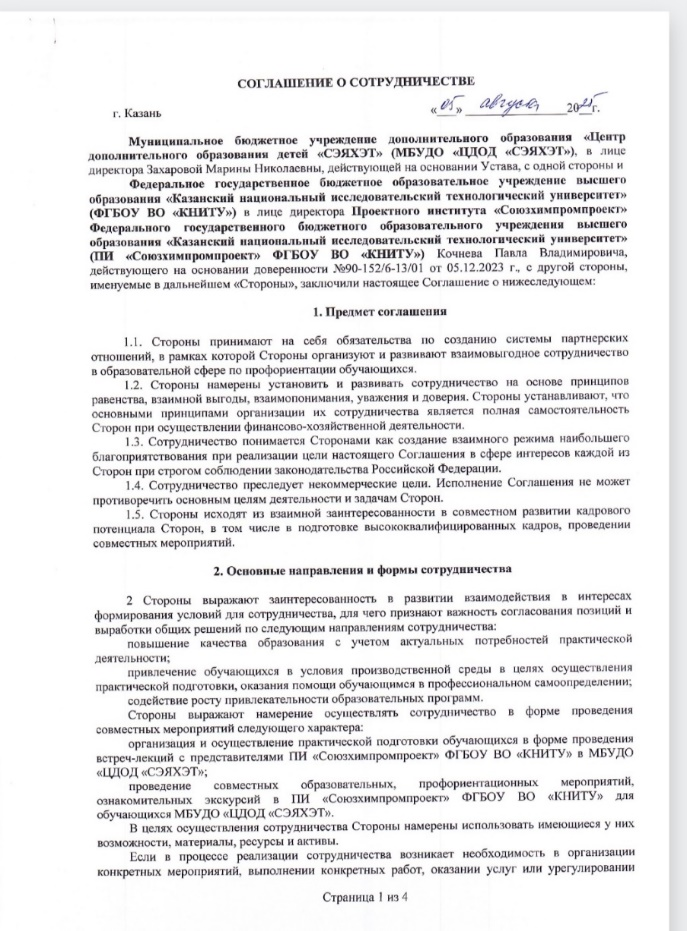 СОГЛАШЕНИЕ О СОТРУДНИЧЕСТВЕ
г. Казань «05» августа 2025г.
Муниципальное бюджетное учреждение дополнительного образования «Центр
дополнительного образования детей «СЭЯХЭТ» (МБУДО «ЦДОД «СЭЯХЭТ»), в лице
директора Захаровой Марины Николаевны, действующей на основании Устава, с одной стороны и
Федеральное государственное бюджетное образовательное учреждение высшего
образования «Казанский национальный исследовательский технологический университет»
(ФГБОУ ВО «КНИТУ») в лице директора Проектного института «Союзхимпромпроект»
Федерального государственного бюджетного образовательного учреждения высшего
образования «Казанский национальный исследовательский технологический университет»
(ПИ «Союзхимпромпроект» ФГБОУ ВО «КНИТУ») Кочнева Павла Владимировича,
действующего на основании доверенности №90-152/6-13/01 от 05.12.2023 г., с другой стороны,
именуемые в дальнейшем «Стороны», заключили настоящее Соглашение о нижеследующем:
1. Предмет соглашения
1.1. Стороны принимают на себя обязательства по созданию системы партнерских
отношений, в рамках которой Стороны организуют и развивают взаимовыгодное сотрудничество
в образовательной сфере по профориентации обучающихся.
1.2. Стороны намерены установить и развивать сотрудничество на основе принципов
равенства, взаимной выгоды, взаимопонимания, уважения и доверия. Стороны устанавливают, что
основными принципами организации их сотрудничества является полная самостоятельность
Сторон при осуществлении финансово-хозяйственной деятельности.
1.3. Сотрудничество понимается Сторонами как создание взаимного режима наибольшего
благоприятствования при реализации цели настоящего Соглашения в сфере интересов каждой из
Сторон при строгом соблюдении законодательства Российской Федерации.
1.4. Сотрудничество преследует некоммерческие цели. Исполнение Соглашения не может
противоречить основным целям деятельности и задачам Сторон.
1.5. Стороны исходят из взаимной заинтересованности в совместном развитии кадрового
потенциала Сторон, в том числе в подготовке высококвалифицированных кадров, проведении
совместных мероприятий.
2. Основные направления и формы сотрудничества
2 Стороны выражают заинтересованность в развитии взаимодействия в интересах
формирования условий для сотрудничества, для чего признают важность согласования позиций и
выработки общих решений по следующим направлениям сотрудничества:
повышение качества образования с учетом актуальных потребностей практической
деятельности;
привлечение обучающихся в условия производственной среды в целях осуществления
практической подготовки, оказания помощи обучающимся в профессиональном самоопределении;
содействие росту привлекательности образовательных программ.
Стороны выражают намерение осуществлять сотрудничество в форме проведения
совместных мероприятий следующего характера:
организация и осуществление практической подготовки обучающихся в форме проведения
встреч-лекций с представителями ПИ «Союзхимпромпроект» ФГБОУ ВО «КНИТУ» в МБУДО
«ЦДОД «СЭЯХЭТ»;
проведение совместных образовательных, профориентационных мероприятий,
ознакомительных экскурсий в ПИ «Союзхимпромпроект» ФГБОУ ВО «КНИТУ» для
обучающихся МБУДО «ЦДОД «СЭЯХЭТ».
В целях осуществления сотрудничества Стороны намерены использовать имеющиеся у них
возможности, материалы, ресурсы и активы.
Если в процессе реализации сотрудничества возникает необходимость в организации
конкретных мероприятий, выполнении конкретных работ, оказании услуг или урегулировании
Страница 1 из 4